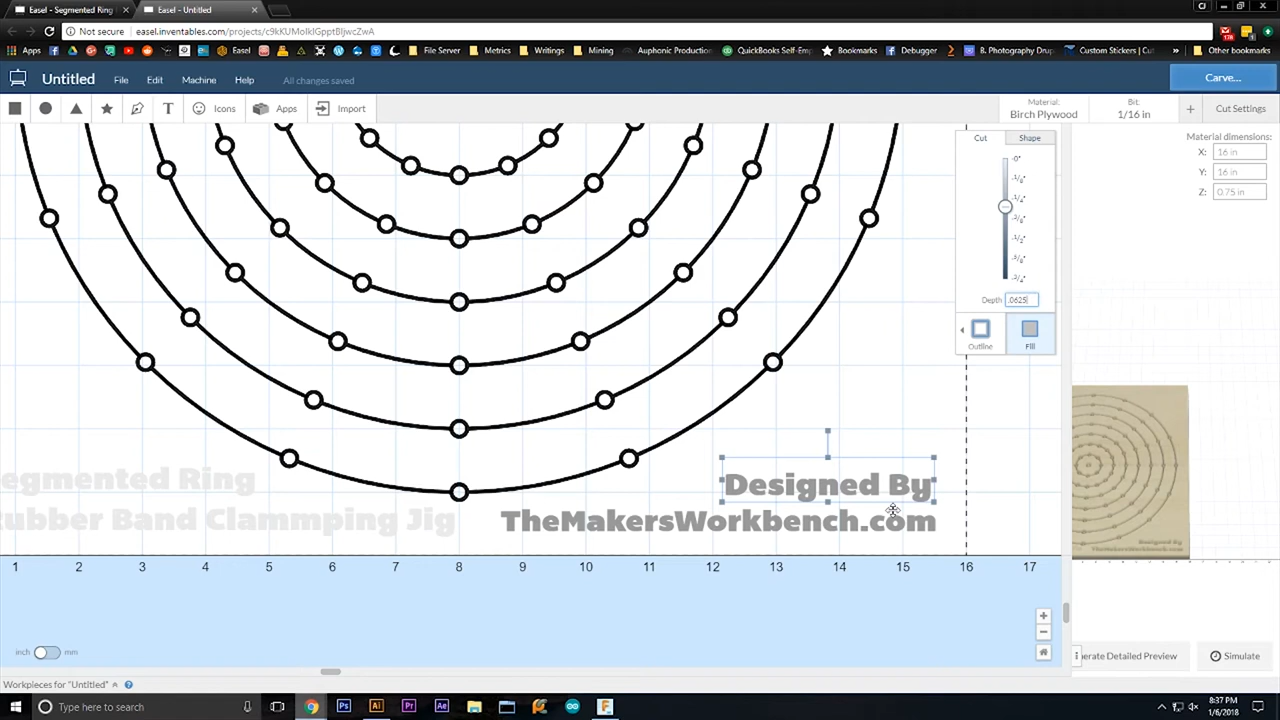 Easel - Segmented Ring
Easel - Untitled
Not secure
easel.inventables.com/projects/c9kKUMolkIGpptBljwcZwA
Apps
Easel
File Server
Metrics
Writings
Mining
Auphonic Production
QuickBooks Self-Emp
Bookmarks
Debugger
B. Photography Drup
Custom Stickers | Cu
Other bookmarks
Untitled
File
Edit
Machine
Help
All changes saved
Carve...
Icons
Apps
Import
Material:
Birch Plywood
Bit:
1/16 in
Cut Settings
Cut
Shape
Material dimensions:
X: 16 in
Y: 16 in
Z: 0.75 in
Depth .0625
Outline
Fill
egmented Ring
Designed By
Rubber Band Clammping Jig
TheMakersWorkbench.com
1 2 3 4 5 6 7 8 9 10 11 12 13 14 15 16 17
inch mm
erate Detailed Preview
Simulate
Workpieces for "Untitled"
Type here to search
8:37 PM
1/6/2018